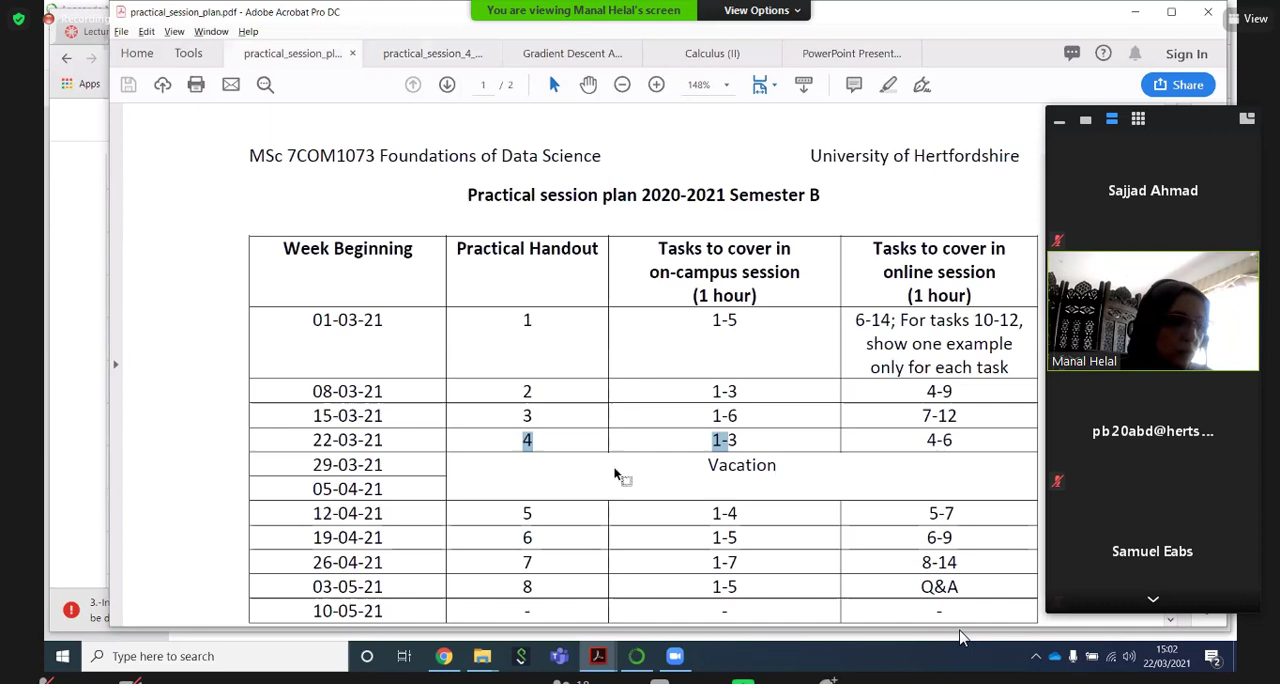 practical_session_plan.pdf - Adobe Acrobat Pro DC
You are viewing Manal Helal's screen
View Options
View
Recording
File Edit View Window Help
Lectur
Home Tools practical_session_pl... × practical_session_4_... Gradient Descent A... Calculus (II) PowerPoint Present... Sign In
Apps
1 / 2
148%
Share
MSc 7COM1073 Foundations of Data Science University of Hertfordshire
Practical session plan 2020-2021 Semester B
Week Beginning Practical Handout Tasks to cover in on-campus session (1 hour) Tasks to cover in online session (1 hour)
01-03-21 1 1-5 6-14; For tasks 10-12, show one example only for each task
08-03-21 2 1-3 4-9
15-03-21 3 1-6 7-12
22-03-21 4 1-3 4-6
29-03-21 Vacation
05-04-21
12-04-21 5 1-4 5-7
19-04-21 6 1-5 6-9
26-04-21 7 1-7 8-14
03-05-21 8 1-5 Q&A
10-05-21 - - -
Sajjad Ahmad
Manal Helal
pb20abd@herts...
Samuel Eabs
3.-In
be d
Type here to search
15:02
22/03/2021
2
18